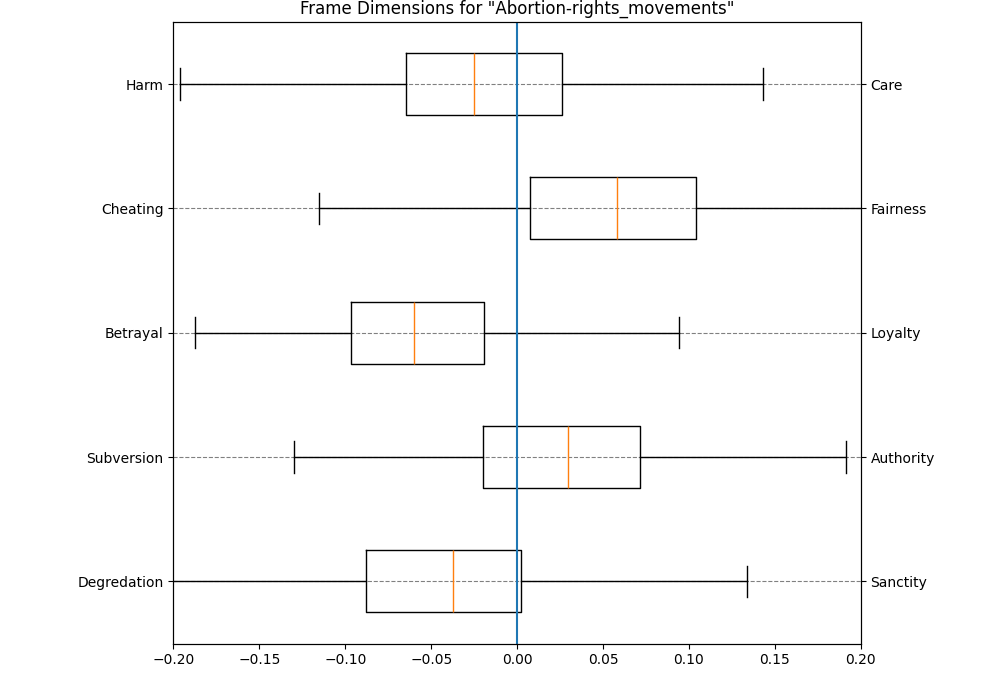 Frame Dimensions for "Abortion-rights_movements"
Harm Care
Cheating Fairness
Betrayal Loyalty
Subversion Authority
Degredation Sanctity
−0.20 −0.15 −0.10 −0.05 0.00 0.05 0.10 0.15 0.20